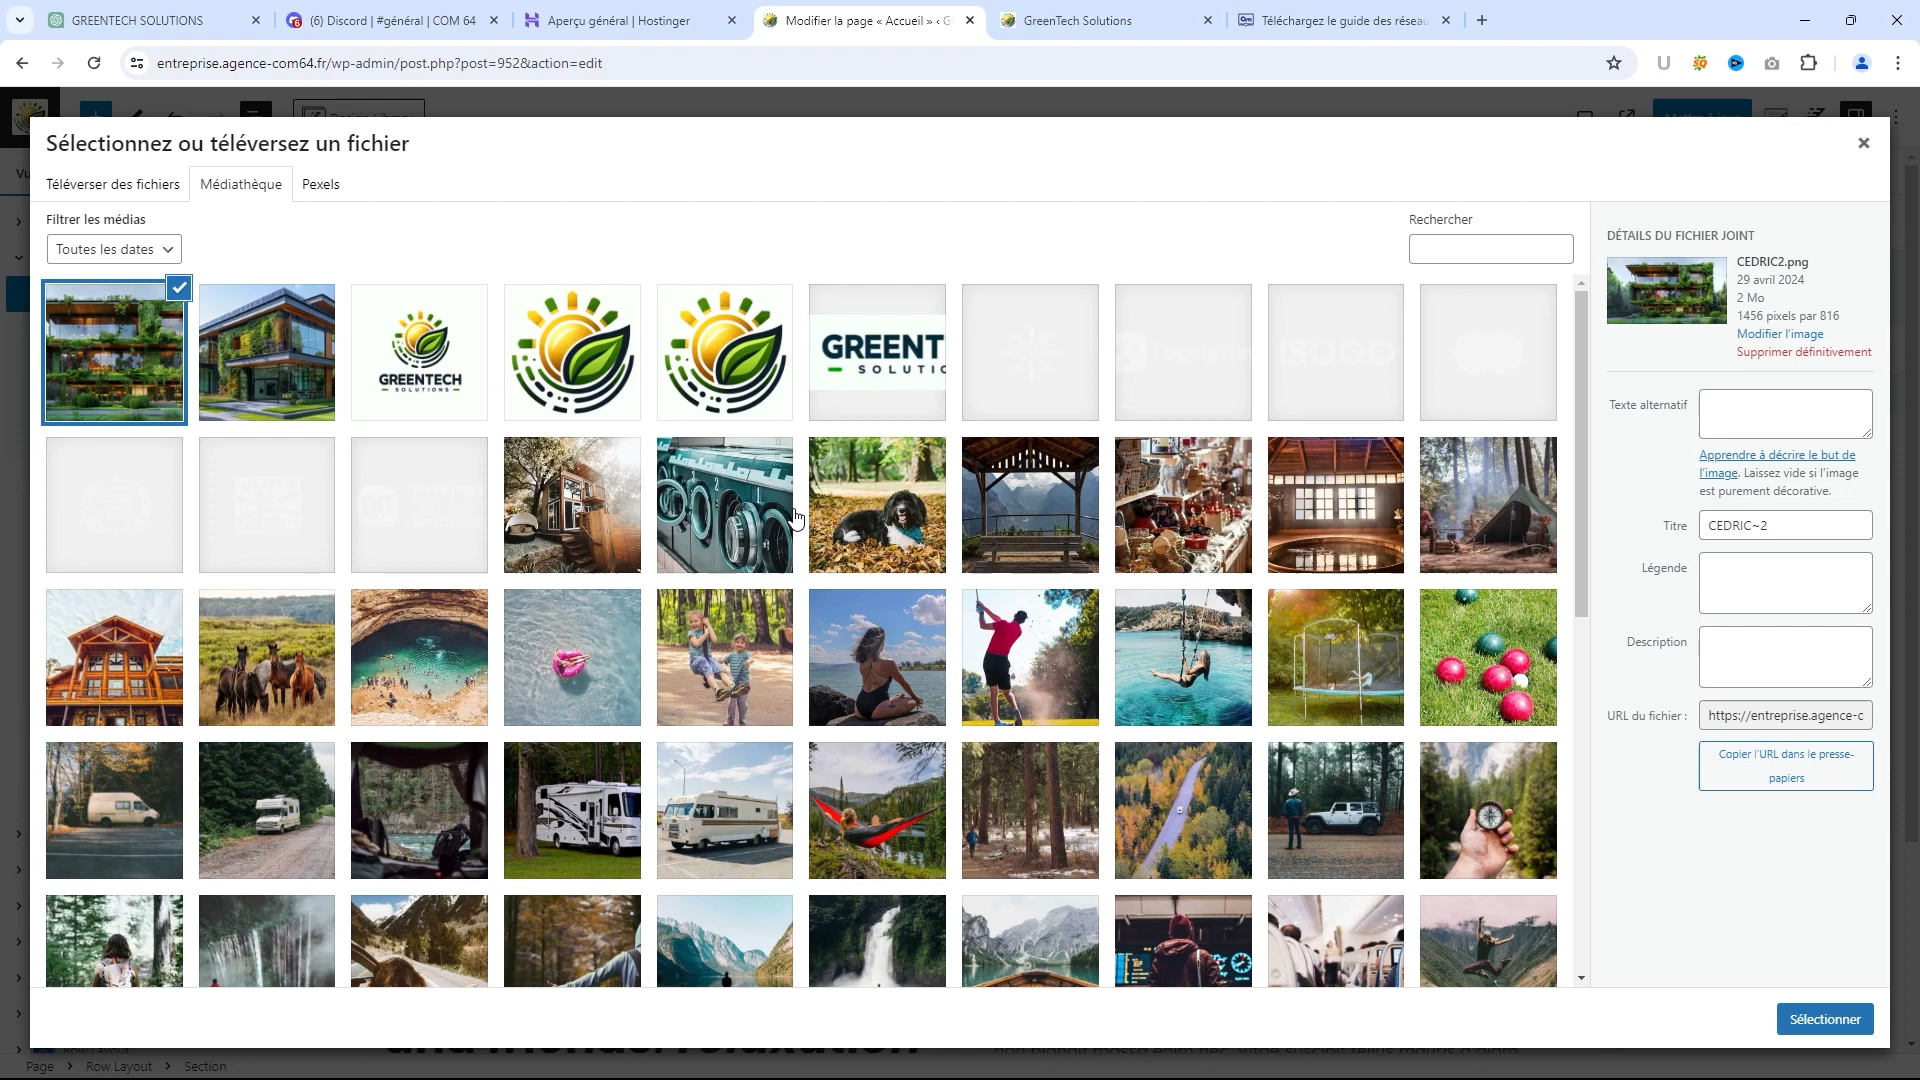 GREENTECH SOLUTIONS
(6) Discord | #général | COM 64
Aperçu général | Hostinger
Modifier la page « Accueil » ‹ G
GreenTech Solutions
Téléchargez le guide des réseau
entreprise.agence-com64.fr/wp-admin/post.php?post=952&action=edit
Sélectionnez ou téléversez un fichier
Téléverser des fichiers
Médiathèque
Pexels
Filtrer les médias
Toutes les dates
Rechercher
GREENTECH
SOLUTIONS
GREENT
SOLUTIO
DÉTAILS DU FICHIER JOINT
CEDRIC2.png
29 avril 2024
2 Mo
1456 pixels par 816
Modifier l'image
Supprimer définitivement
Texte alternatif
Apprendre à décrire le but de
l'image. Laissez vide si l'image
est purement décorative.
Titre
CEDRIC~2
Légende
Description
URL du fichier :
https://entreprise.agence-c
Copier l'URL dans le presse-
papiers
Sélectionner
Page
Row Layout
Section